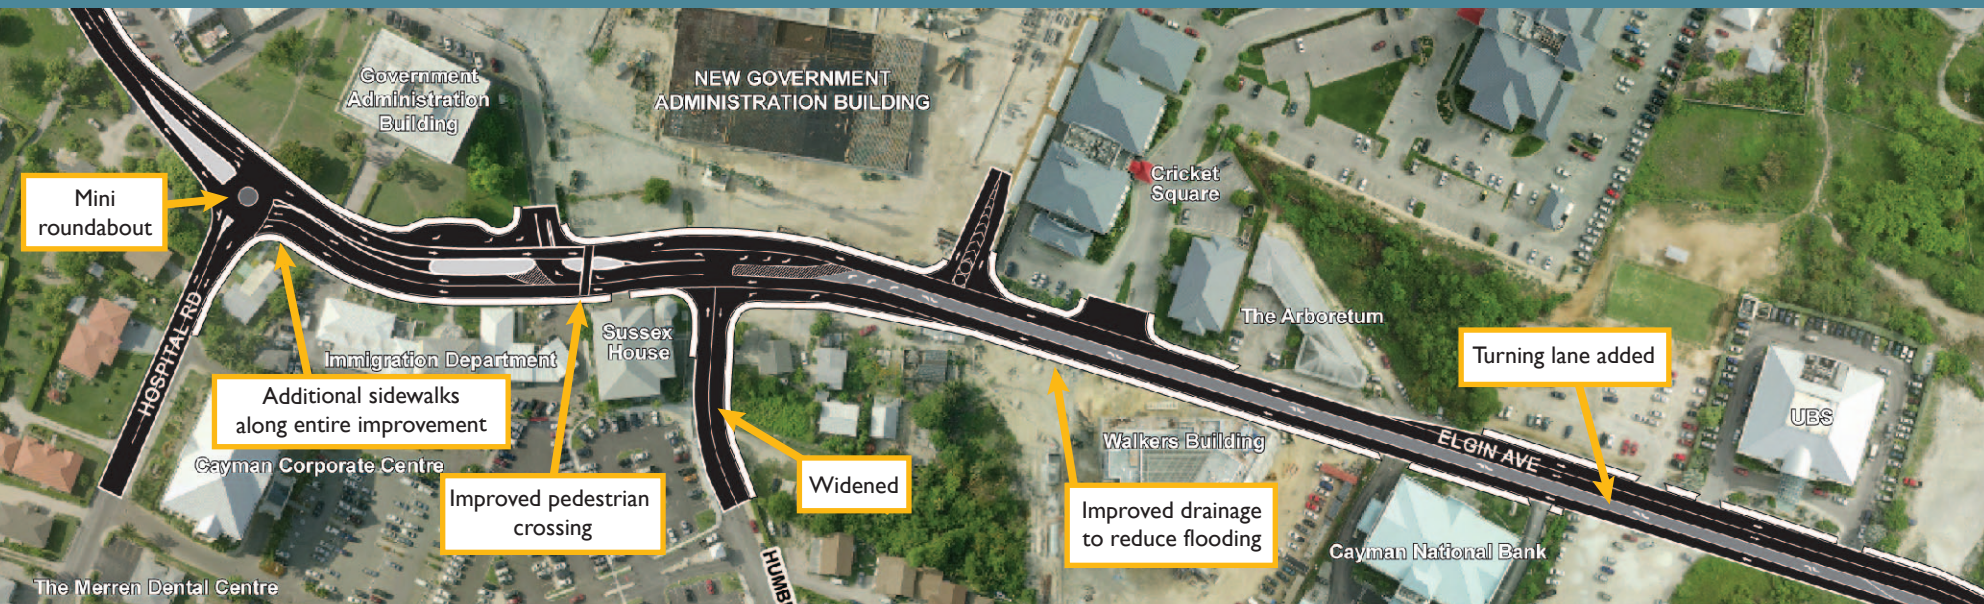 Government
Administration
Building
NEW GOVERNMENT
ADMINISTRATION BUILDING
Cricket
Square
Mini
roundabout
HOSPITAL RD
Immigration Department
Sussex
House
The Arboretum
Turning lane added
Additional sidewalks
along entire improvement
UBS
Walkers Building
ELGIN AVE
Cayman Corporate Centre
Improved pedestrian
crossing
Widened
Improved drainage
to reduce flooding
Cayman National Bank
The Merren Dental Centre